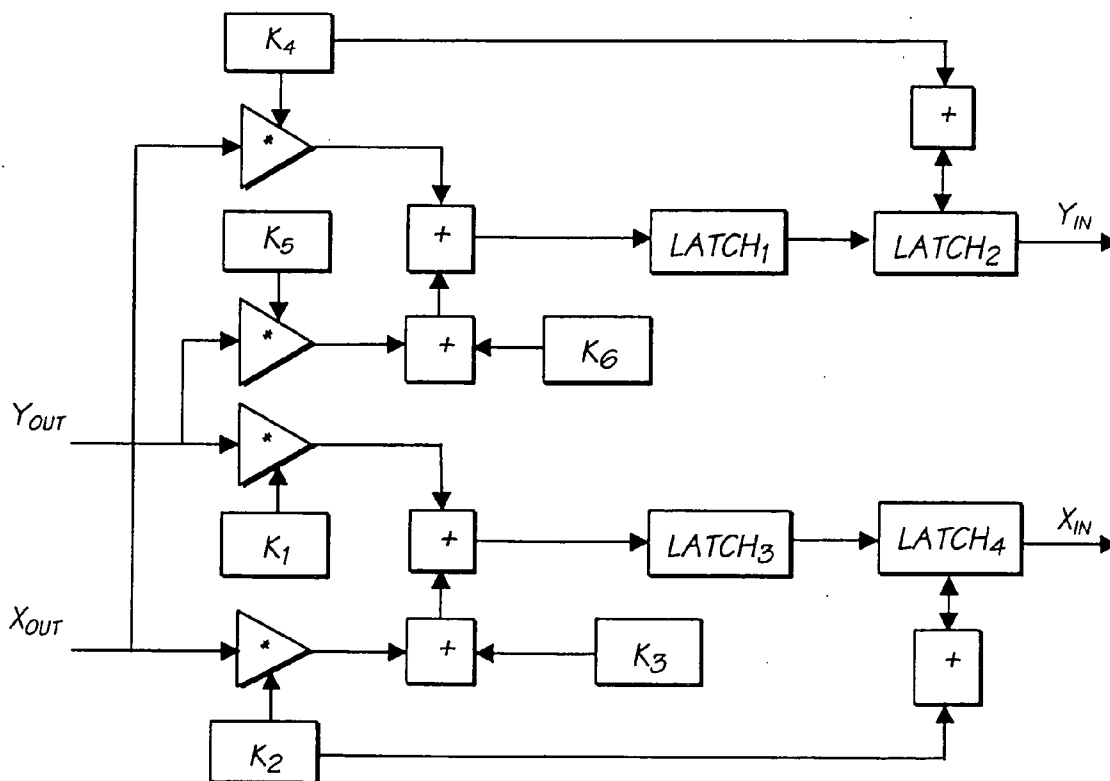 K4
*
+
K5
+
LATCH1
LATCH2
YIN
*
+
K6
YOUT
*
K1
+
LATCH3
LATCH4
XIN
XOUT
*
+
K3
+
K2